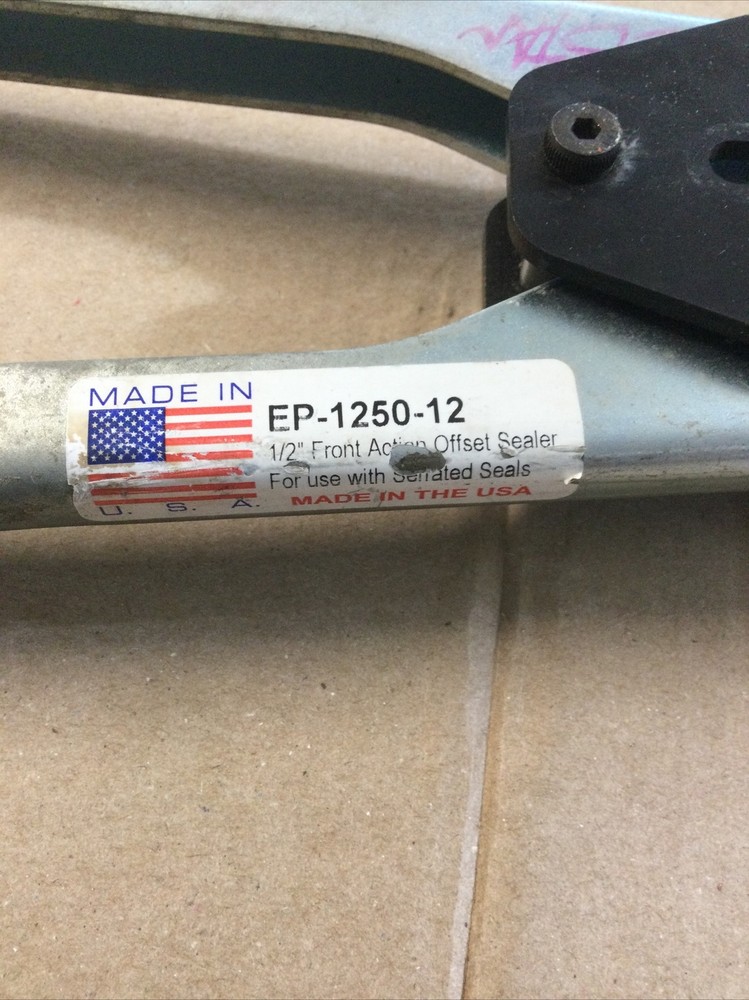 MADE IN
U. S. A.
EP-1250-12
1/2" Front Action Offset Sealer
For use with Serrated Seals
MADE IN THE USA